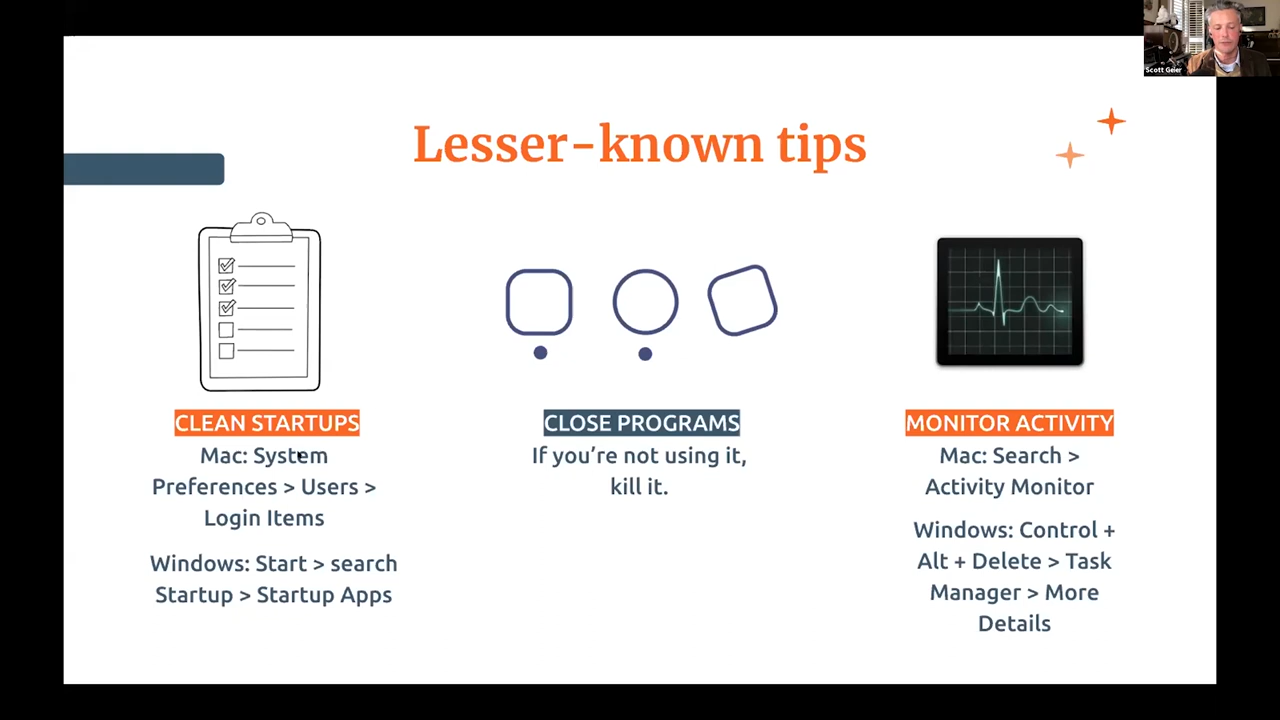 Scott Geier
Lesser-known tips
CLEAN STARTUPS
Mac: System
Preferences > Users >
Login Items
Windows: Start > search
Startup > Startup Apps
CLOSE PROGRAMS
If you’re not using it,
kill it.
MONITOR ACTIVITY
Mac: Search >
Activity Monitor
Windows: Control +
Alt + Delete > Task
Manager > More
Details